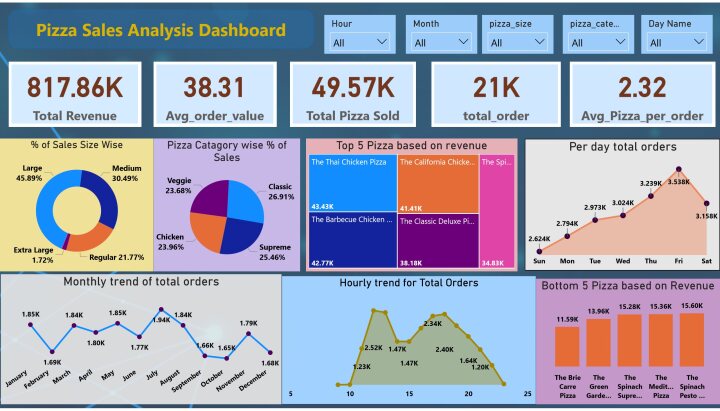 Pizza Sales Analysis Dashboard
Hour
All
Month
All
pizza_size
All
pizza_cate...
All
Day Name
All
817.86K
Total Revenue
38.31
Avg_order_value
49.57K
Total Pizza Sold
21K
total_order
2.32
Avg_Pizza_per_order
% of Sales Size Wise
Large
45.89%
Medium
30.49%
Extra Large
1.72%
Regular 21.77%
Pizza Catagory wise % of
Sales
Veggie
23.68%
Classic
26.91%
Chicken
23.96%
Supreme
25.46%
Top 5 Pizza based on revenue
The Thai Chicken Pizza
43.43K
The Barbecue Chicken ...
42.77K
The California Chicke...
41.41K
The Classic Deluxe Pi...
38.18K
The Spi...
34.83K
Per day total orders
2.624K
2.794K
2.973K
3.024K
3.239K
3.538K
3.158K
Sun
Mon
Tue
Wed
Thu
Fri
Sat
Monthly trend of total orders
1.85K
1.69K
1.84K
1.80K
1.85K
1.77K
1.94K
1.84K
1.66K
1.65K
1.79K
1.68K
January
February
March
April
May
June
July
August
September
October
November
December
Hourly trend for Total Orders
1.23K
2.52K
1.47K
1.47K
2.34K
2.40K
1.64K
1.20K
5
10
15
20
25
Bottom 5 Pizza based on Revenue
11.59K
13.96K
15.28K
15.36K
15.60K
The Brie
Carre
Pizza
The
Green
Garde...
The
Spinach
Supre...
The
Medit...
Pizza
The
Spinach
Pesto ...